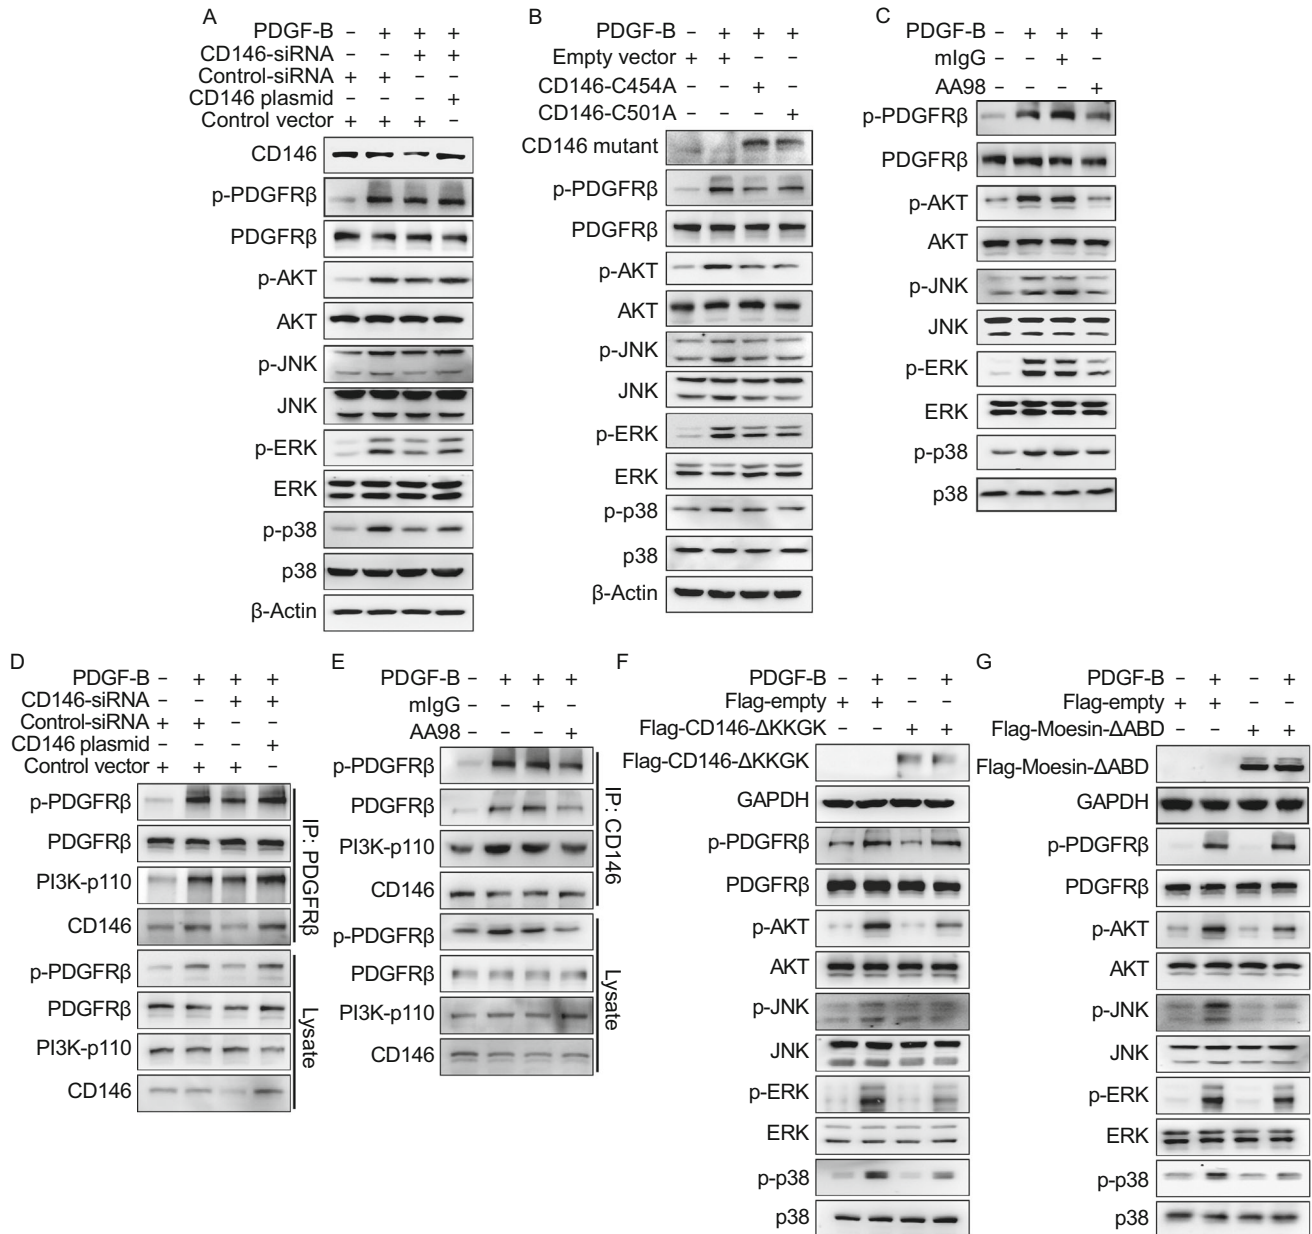 A
PDGF-B – + + +
CD146-siRNA – – + +
Control-siRNA + + – –
CD146 plasmid – – – +
Control vector + + + –
CD146
p-PDGFRβ
PDGFRβ
p-AKT
AKT
p-JNK
JNK
p-ERK
ERK
p-p38
p38
β-Actin
B
PDGF-B – + + +
Empty vector + + – –
CD146-C454A – – + –
CD146-C501A – – – +
CD146 mutant
p-PDGFRβ
PDGFRβ
p-AKT
AKT
p-JNK
JNK
p-ERK
ERK
p-p38
p38
β-Actin
C
PDGF-B – + + +
mIgG – – + –
AA98 – – – +
p-PDGFRβ
PDGFRβ
p-AKT
AKT
p-JNK
JNK
p-ERK
ERK
p-p38
p38
D
PDGF-B – + + +
CD146-siRNA – – + +
Control-siRNA + + – –
CD146 plasmid – – – +
Control vector + + + –
p-PDGFRβ
PDGFRβ
PI3K-p110
CD146
IP: PDGFRβ
p-PDGFRβ
PDGFRβ
PI3K-p110
CD146
Lysate
E
PDGF-B – + + +
mIgG – – + –
AA98 – – – +
p-PDGFRβ
PDGFRβ
PI3K-p110
CD146
IP: CD146
p-PDGFRβ
PDGFRβ
PI3K-p110
CD146
Lysate
F
PDGF-B – + – +
Flag-empty + + – –
Flag-CD146-ΔKKGK – – + +
Flag-CD146-ΔKKGK
GAPDH
p-PDGFRβ
PDGFRβ
p-AKT
AKT
p-JNK
JNK
p-ERK
ERK
p-p38
p38
G
PDGF-B – + – +
Flag-empty + + – –
Flag-Moesin-ΔABD – – + +
Flag-Moesin-ΔABD
GAPDH
p-PDGFRβ
PDGFRβ
p-AKT
AKT
p-JNK
JNK
p-ERK
ERK
p-p38
p38